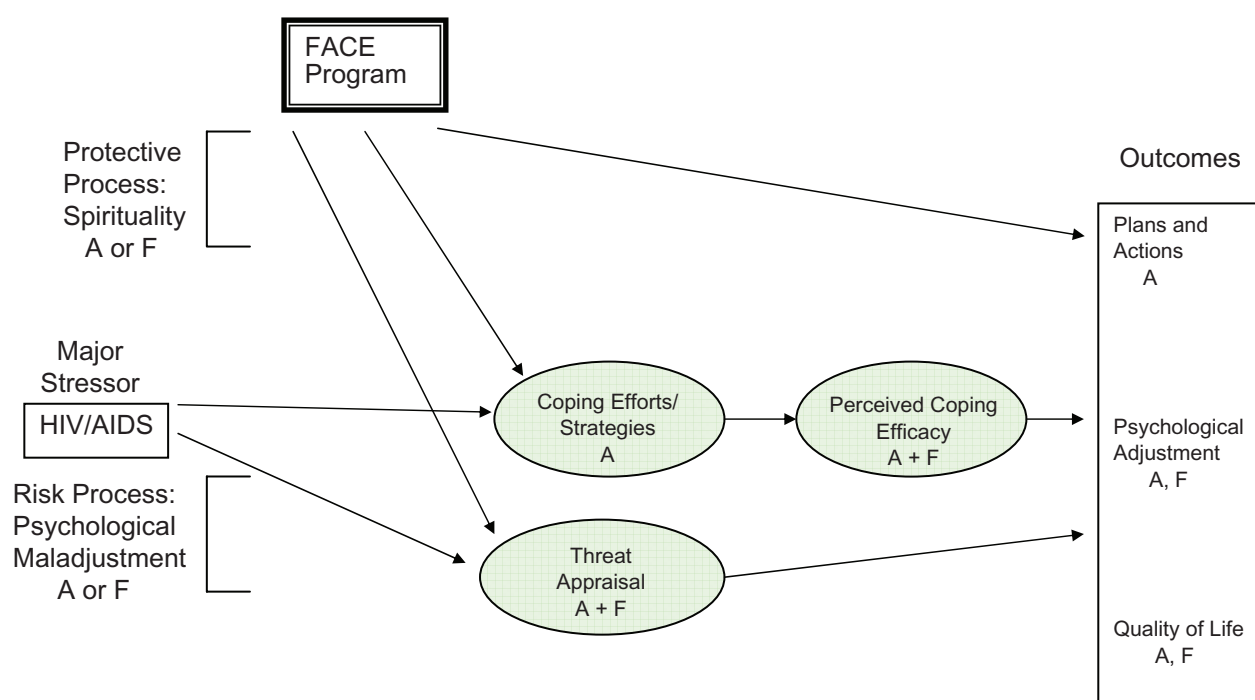 FACE
Program
Protective
Process:
Spirituality
A or F
Outcomes
Plans and
Actions
A
Major
Stressor
HIV/AIDS
Coping Efforts/
Strategies
A
Perceived Coping
Efficacy
A + F
Psychological
Adjustment
A, F
Risk Process:
Psychological
Maladjustment
A or F
Threat
Appraisal
A + F
Quality of Life
A, F